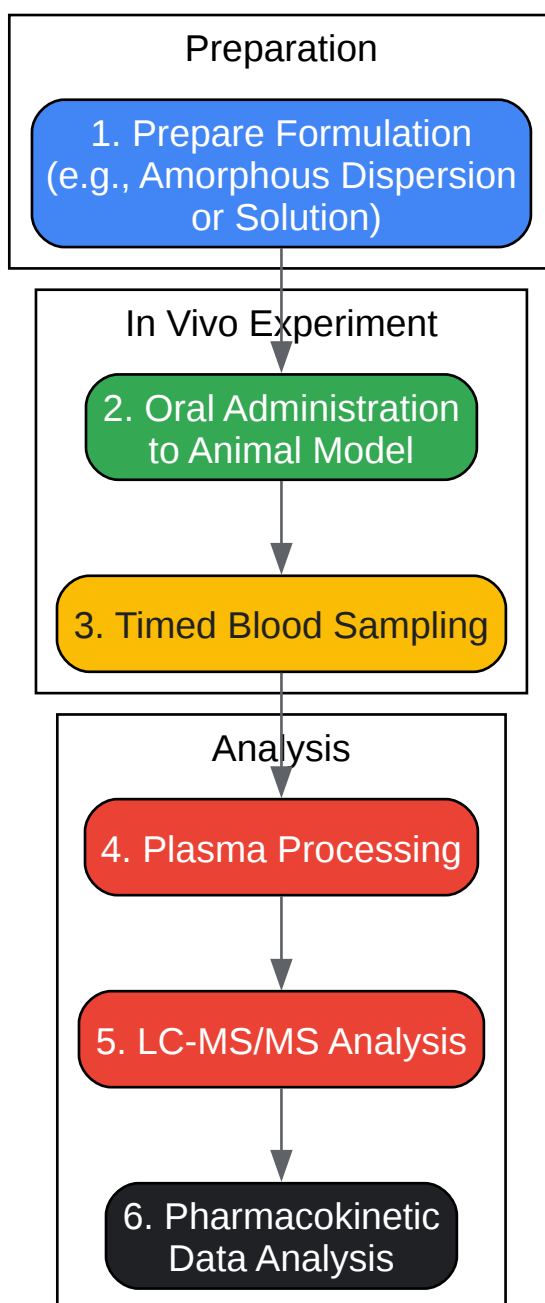 Preparation
1. Prepare Formulation
(e.g., Amorphous Dispersion
or Solution)
In Vivo Experiment
2. Oral Administration
to Animal Model
3. Timed Blood Sampling
Analysis
4. Plasma Processing
5. LC-MS/MS Analysis
6. Pharmacokinetic
Data Analysis